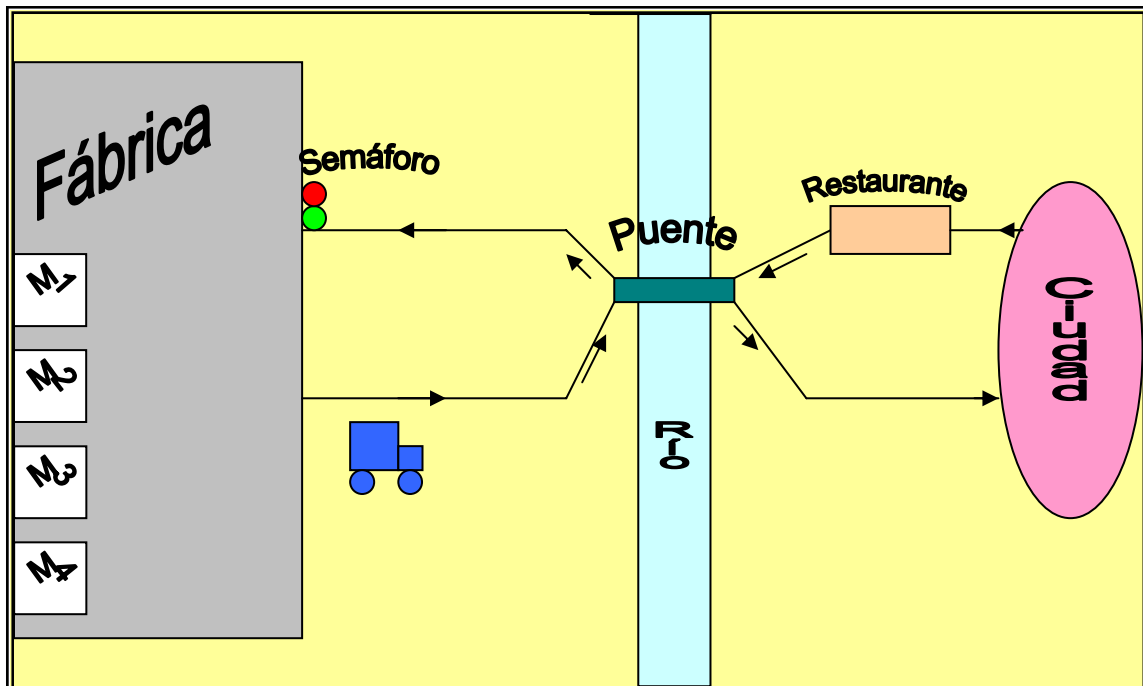 Fábrica
Semáforo
Puente
Restaurante
M1
M2
M3
M4
Río
Ciudad